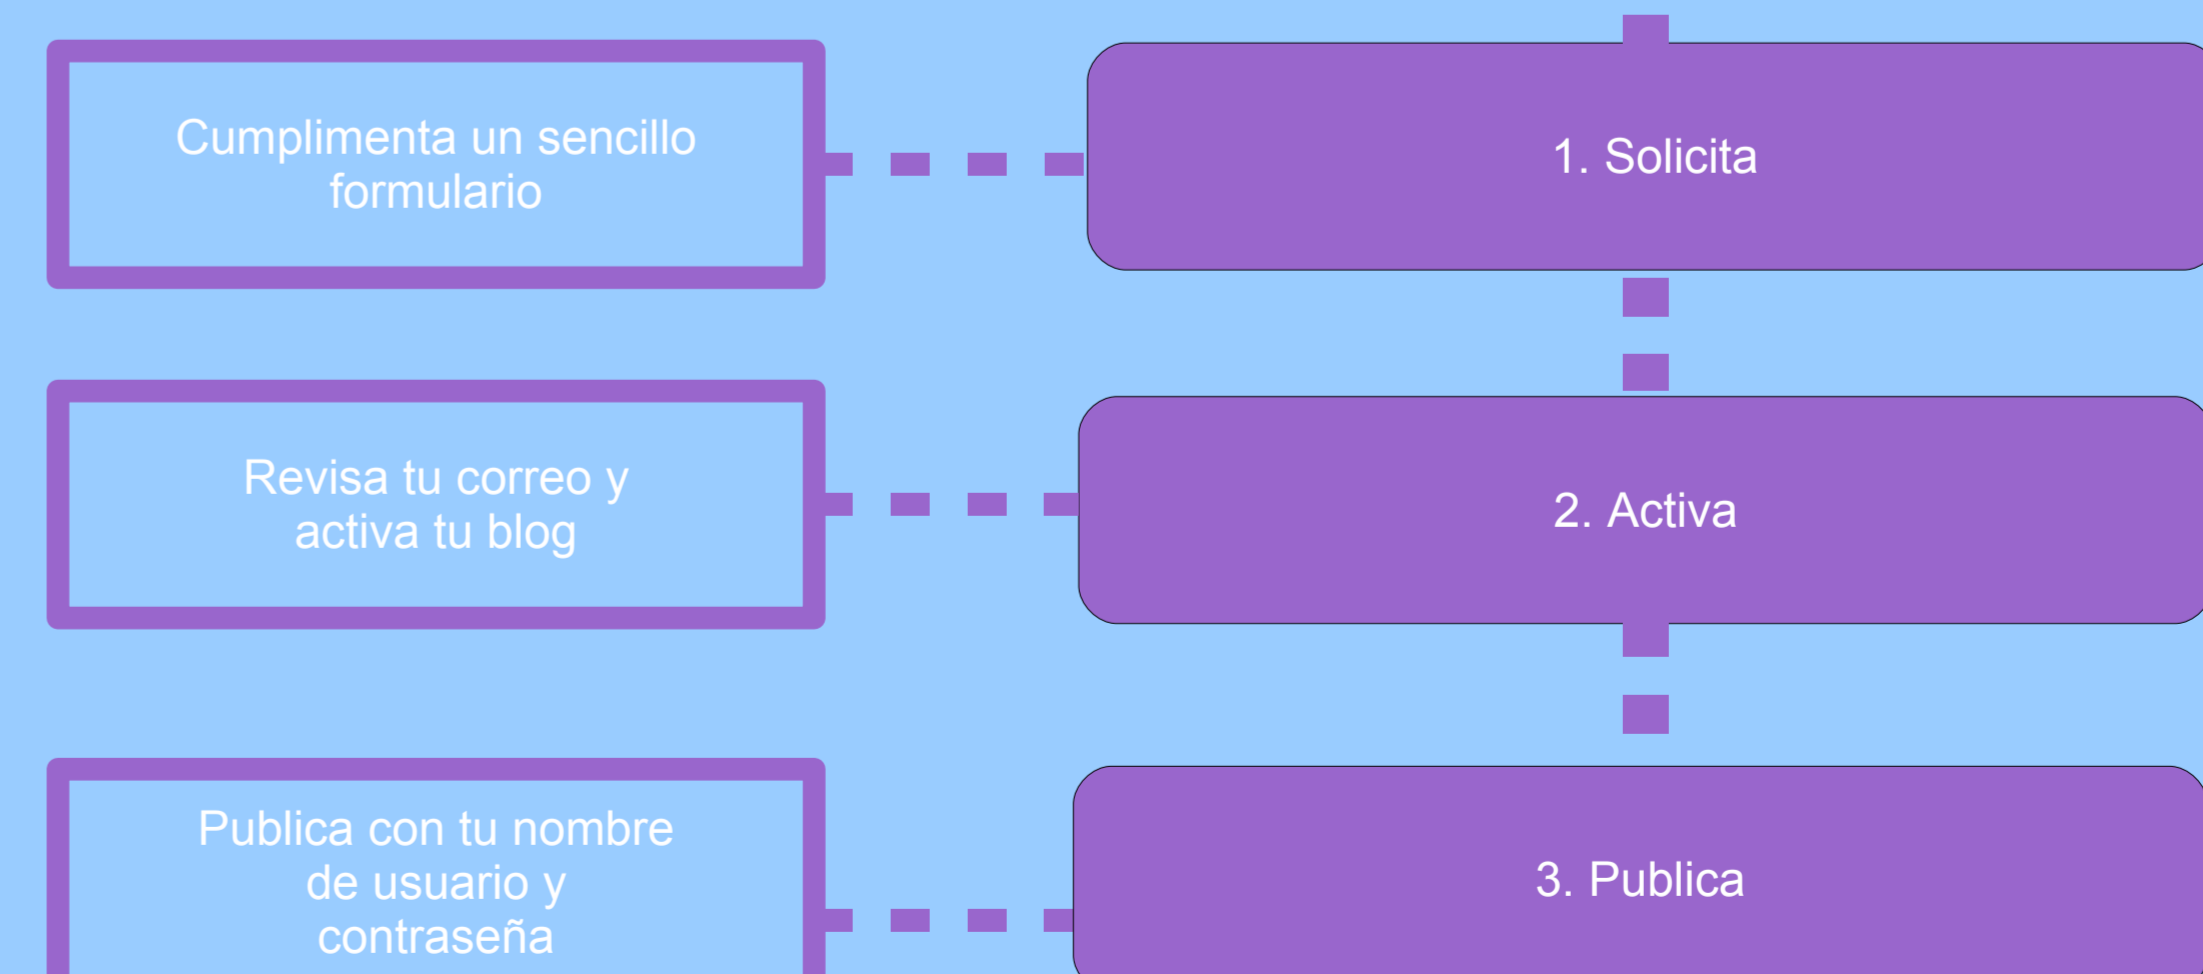 Cumplimenta un sencillo
formulario
1. Solicita
Revisa tu correo y
activa tu blog
2. Activa
Publica con tu nombre
de usuario y
contraseña
3. Publica